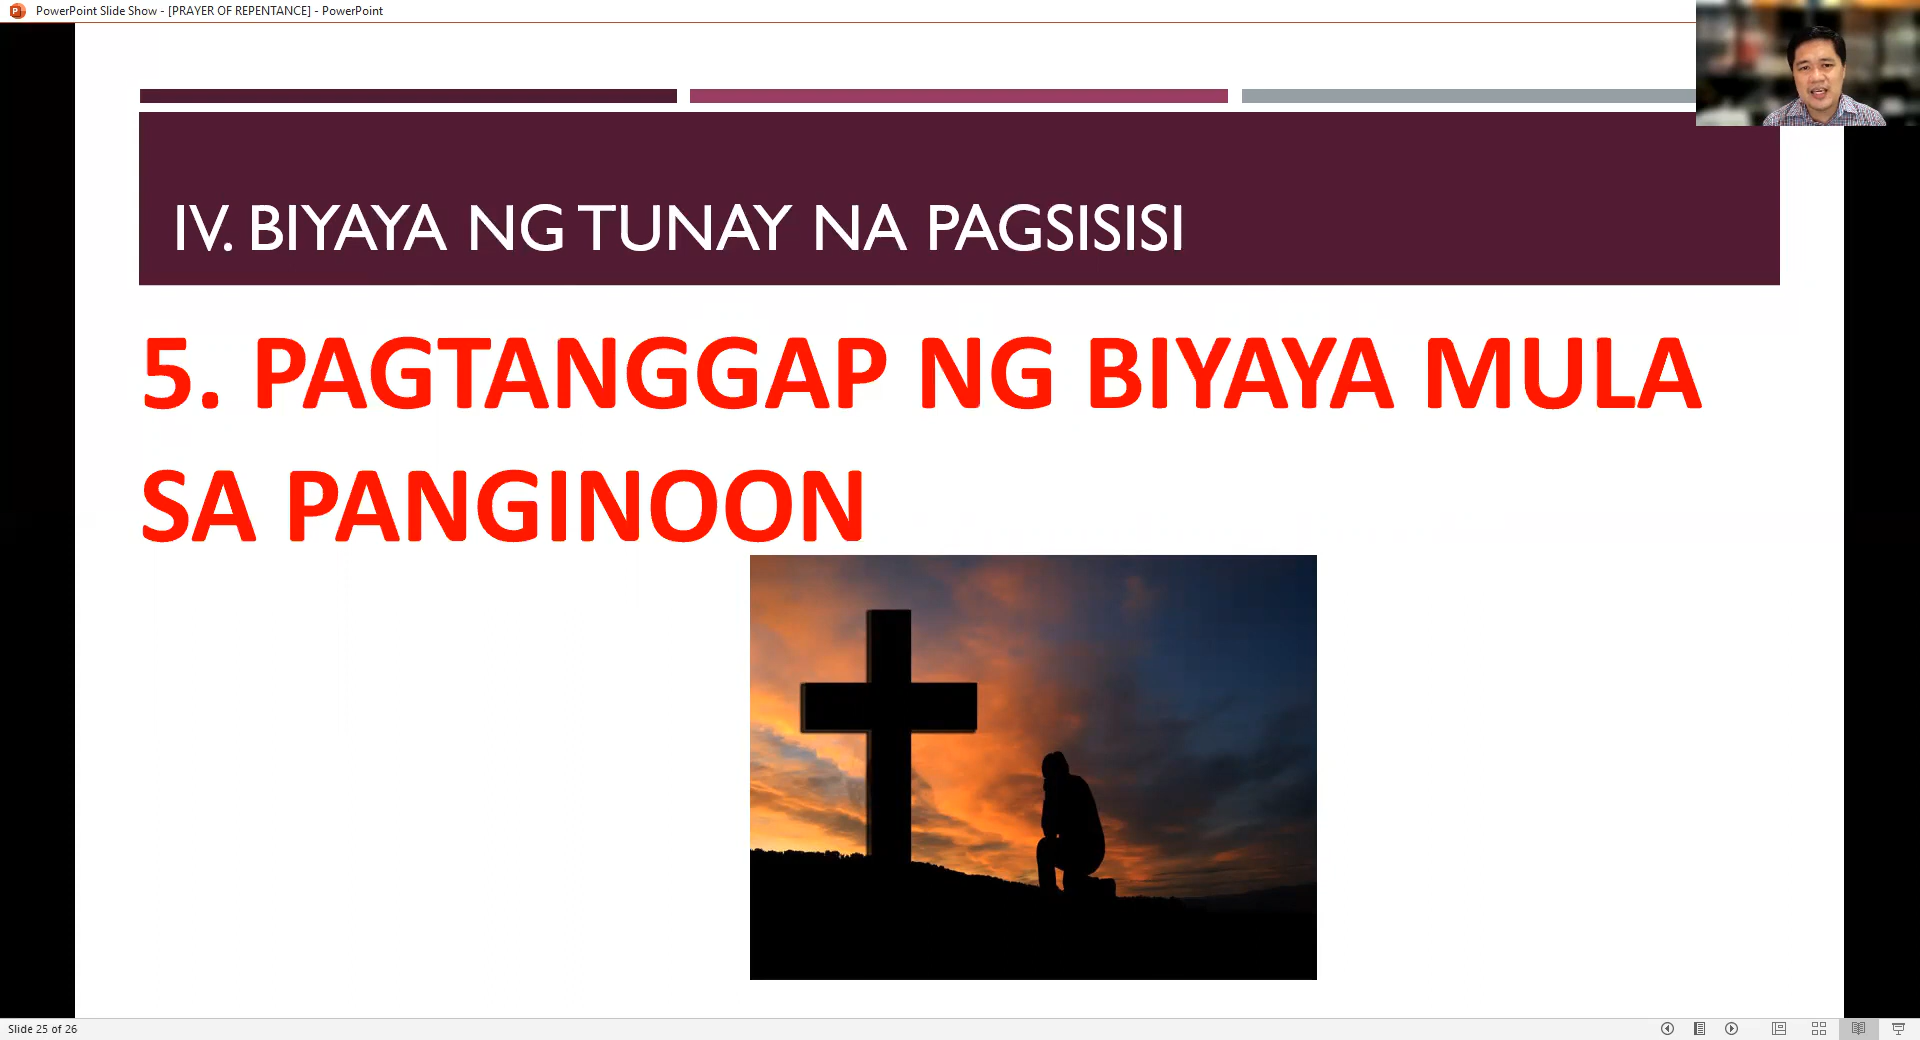 PowerPoint Slide Show - [PRAYER OF REPENTANCE] - PowerPoint
IV. BIYAYA NG TUNAY NA PAGSISISI
5. PAGTANGGAP NG BIYAYA MULA
SA PANGINOON
Slide 25 of 26